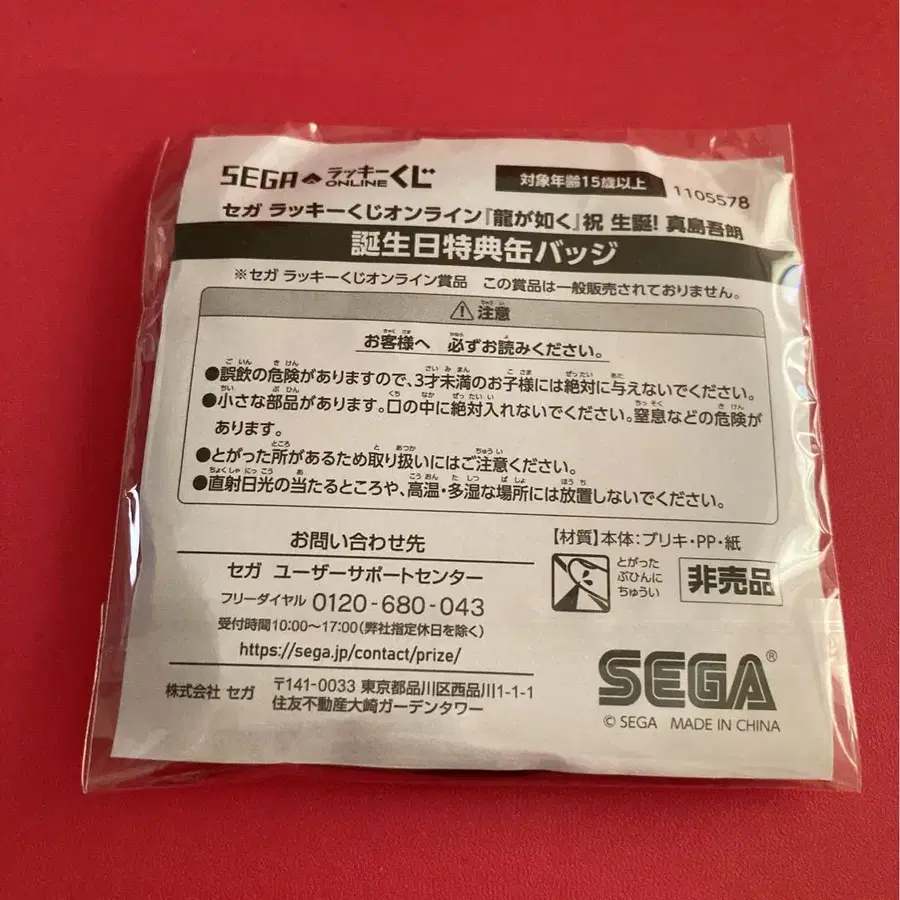 SEGA ラッキーくじ ONLINE
対象年齢15歳以上
1105578
セガ ラッキーくじオンライン『龍が如く』祝 生誕! 真島吾朗
誕生日特典缶バッジ
※セガ ラッキーくじオンライン賞品 この賞品は一般販売されておりません。
注意
お客様へ 必ずお読みください。
●誤飲の危険がありますので、3才未満のお子様には絶対に与えないでください。
●小さな部品があります。口の中に絶対入れないでください。窒息などの危険が
あります。
●とがった所があるため取り扱いにはご注意ください。
●直射日光の当たるところや、高温・多湿な場所には放置しないでください。
お問い合わせ先
セガ ユーザーサポートセンター
フリーダイヤル 0120-680-043
受付時間10:00～17:00(弊社指定休日を除く)
https://sega.jp/contact/prize/
株式会社 セガ 〒141-0033 東京都品川区西品川1-1-1
住友不動産大崎ガーデンタワー
【材質】本体:ブリキ・PP・紙
とがった
ぶひんに
ちゅうい
非売品
SEGA®
© SEGA MADE IN CHINA